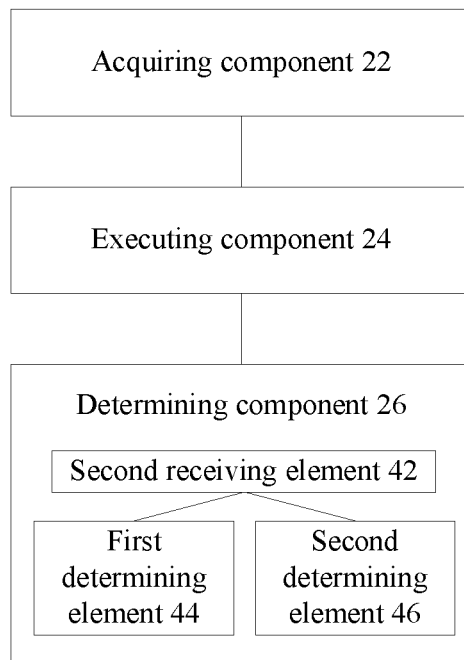 Acquiring component 22
Executing component 24
Determining component 26
Second receiving element 42
First
determining
element 44
Second
determining
element 46